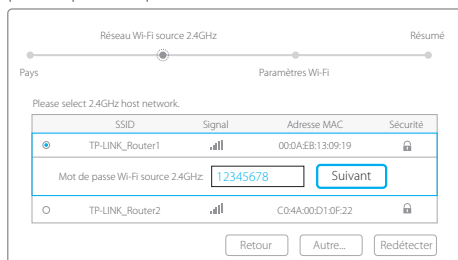 Réseau Wi-Fi source 2.4GHz Résumé
Pays Paramètres Wi-Fi
Please select 2.4GHz host network.
SSID Signal Adresse MAC Sécurité
TP-LINK_Router1 00:0A:EB:13:09:19
Mot de passe Wi-Fi source 2.4GHz: 12345678 Suivant
TP-LINK_Router2 C0:4A:00:D1:0F:22
Retour Autre... Redétecter